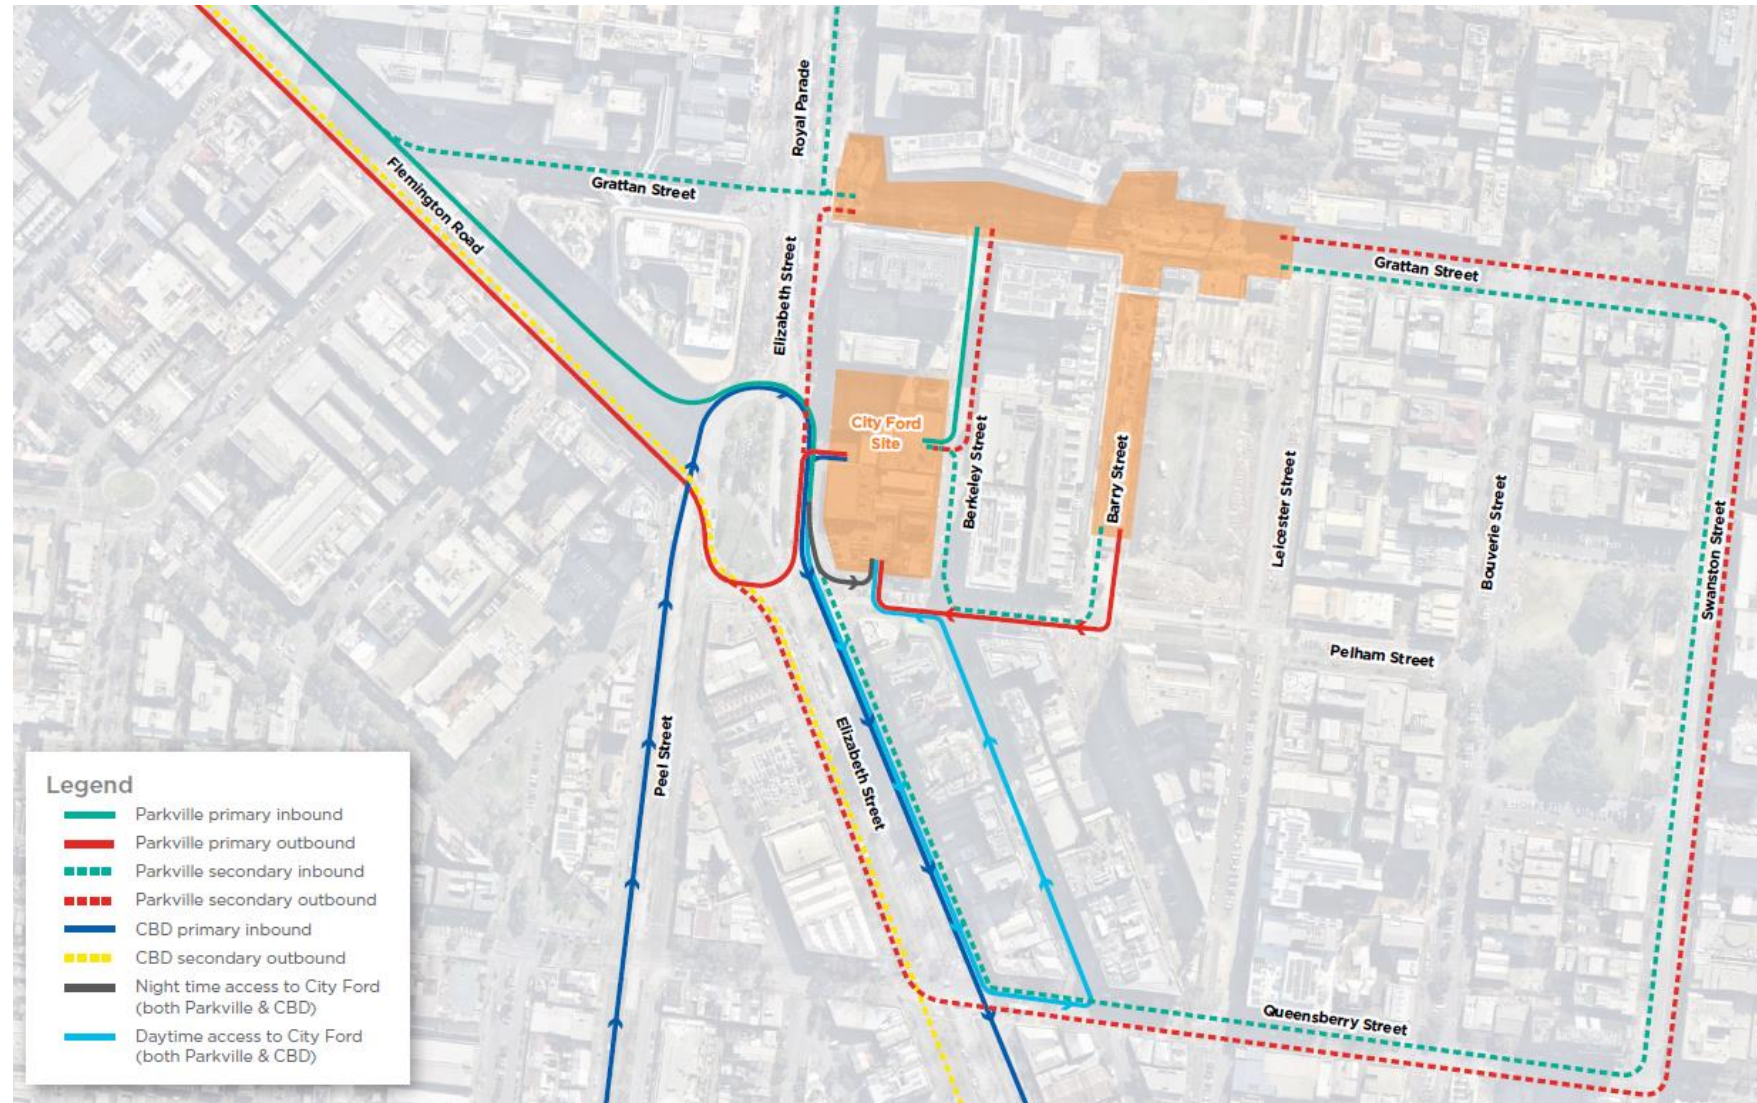 Royal Parade
Flemington Road
Grattan Street
Elizabeth Street
Grattan Street
City Ford
Site
Berkeley Street
Barry Street
Leicester Street
Bouverie Street
Swanston Street
Pelham Street
Peel Street
Elizabeth Street
Queensberry Street
Legend
Parkville primary inbound
Parkville primary outbound
Parkville secondary inbound
Parkville secondary outbound
CBD primary inbound
CBD secondary outbound
Night time access to City Ford
(both Parkville & CBD)
Daytime access to City Ford
(both Parkville & CBD)